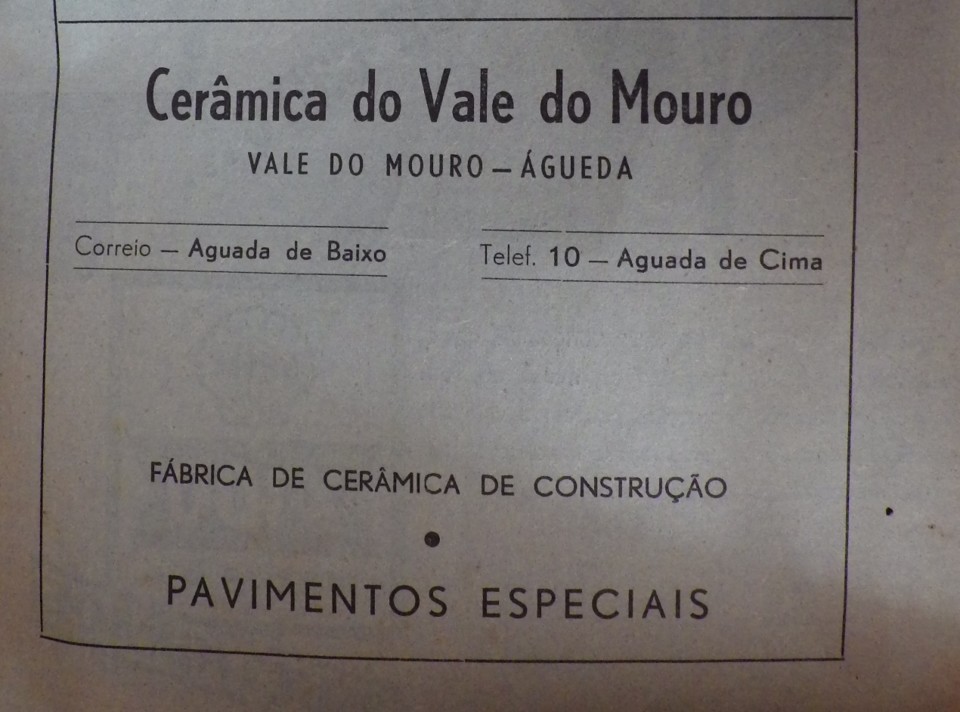 Cerâmica do Vale do Mouro
VALE DO MOURO — ÁGUEDA
Correio — Aguada de Baixo
Telef. 10 — Aguada de Cima
FÁBRICA DE CERÂMICA DE CONSTRUÇÃO
●
PAVIMENTOS ESPECIAIS